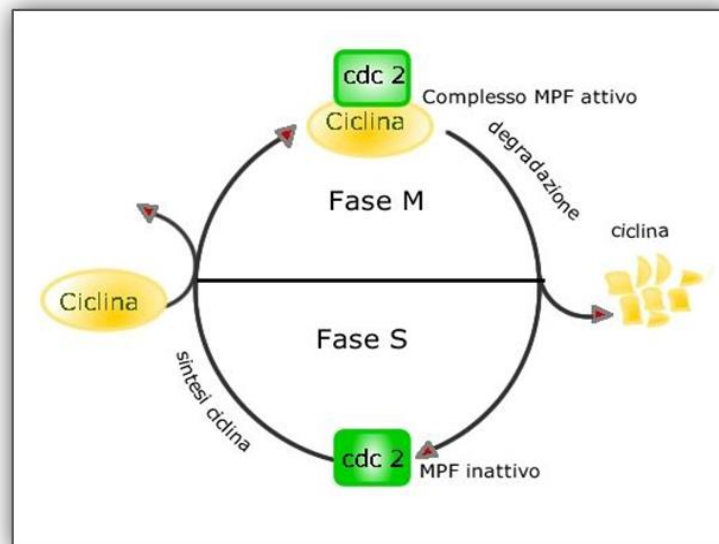 cdc 2
Ciclina
Complesso MPF attivo
degradazione
Fase M
ciclina
Ciclina
Fase S
sintesi ciclina
cdc 2
MPF inattivo